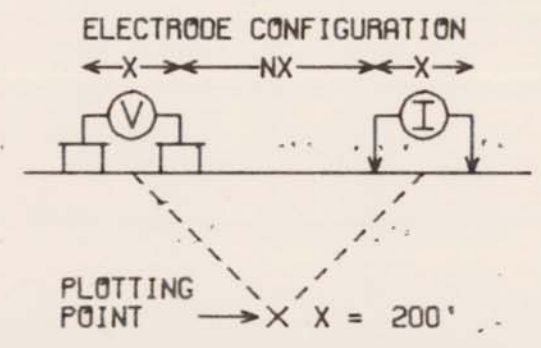 ELECTRODE CONFIGURATION
X NX X
V I
PLOTTING
POINT X X = 200'